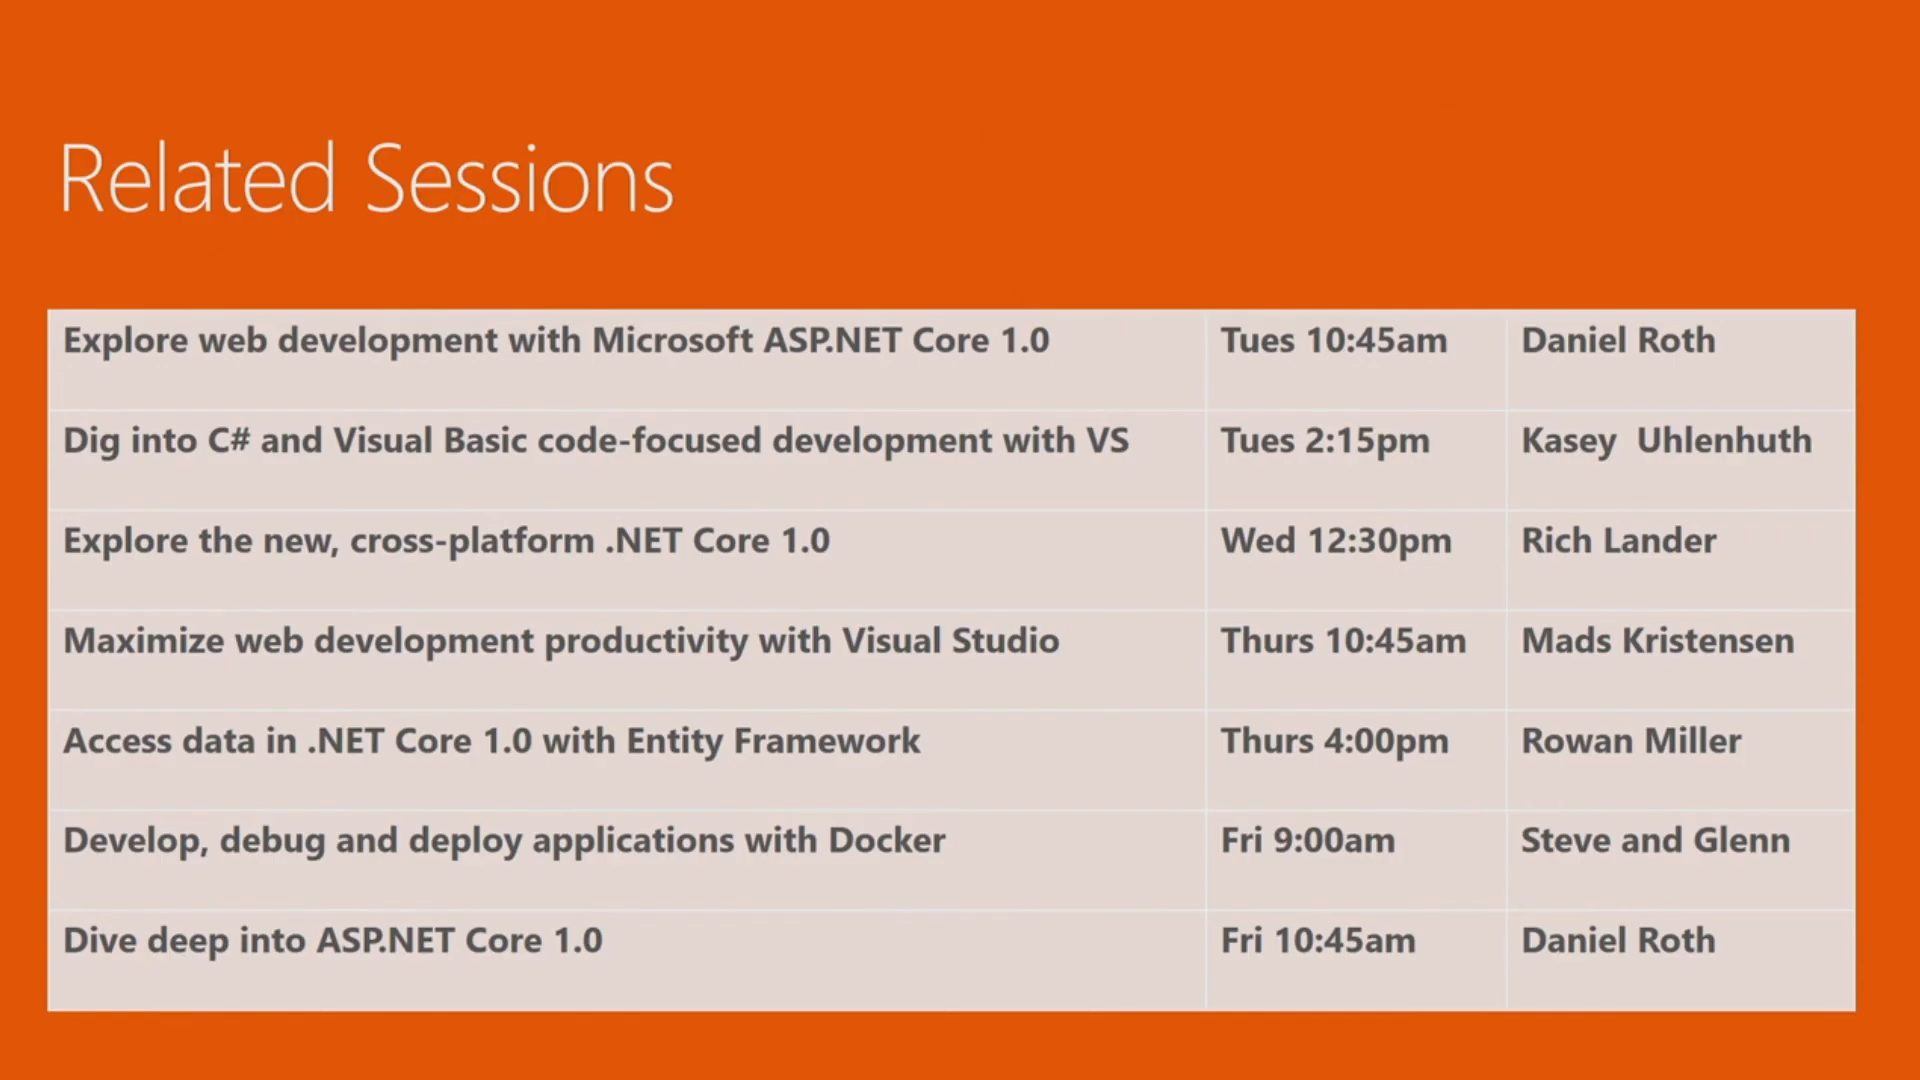 Related Sessions
Explore web development with Microsoft ASP.NET Core 1.0 Tues 10:45am Daniel Roth
Dig into C# and Visual Basic code-focused development with VS Tues 2:15pm Kasey Uhlenhuth
Explore the new, cross-platform .NET Core 1.0 Wed 12:30pm Rich Lander
Maximize web development productivity with Visual Studio Thurs 10:45am Mads Kristensen
Access data in .NET Core 1.0 with Entity Framework Thurs 4:00pm Rowan Miller
Develop, debug and deploy applications with Docker Fri 9:00am Steve and Glenn
Dive deep into ASP.NET Core 1.0 Fri 10:45am Daniel Roth